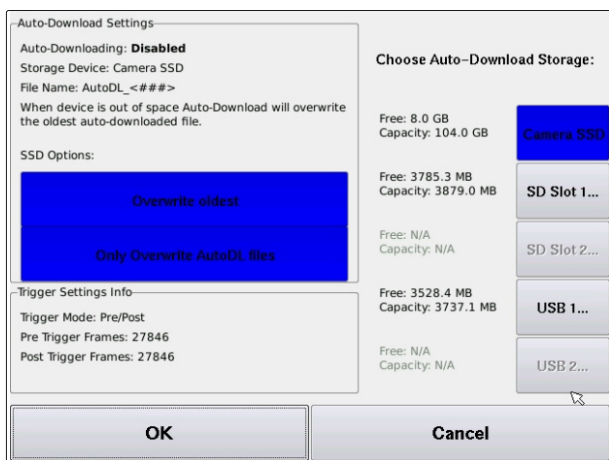 Auto-Download Settings
Auto-Downloading: Disabled
Storage Device: Camera SSD
File Name: AutoDL_<###>
When device is out of space Auto-Download will overwrite
the oldest auto-downloaded file.
SSD Options:
Overwrite oldest
Only Overwrite AutoDL files
Trigger Settings Info
Trigger Mode: Pre/Post
Pre Trigger Frames: 27846
Post Trigger Frames: 27846
Choose Auto-Download Storage:
Free: 8.0 GB
Capacity: 104.0 GB
Camera SSD
Free: 3785.3 MB
Capacity: 3879.0 MB
SD Slot 1...
Free: N/A
Capacity: N/A
SD Slot 2...
Free: 3528.4 MB
Capacity: 3737.1 MB
USB 1...
Free: N/A
Capacity: N/A
USB 2...
OK
Cancel